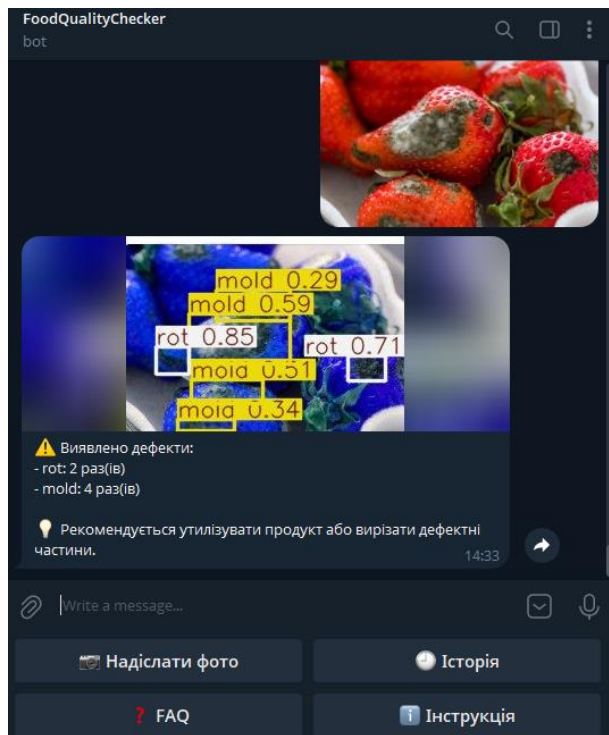 FoodQualityChecker
bot
mold 0.29
mold 0.59
rot 0.85
rot 0.71
mold 0.51
mold 0.34
⚠️ Виявлено дефекти:
- rot: 2 раз(ів)
- mold: 4 раз(ів)
💡 Рекомендується утилізувати продукт або вирізати дефектні
частини.
14:33
Write a message...
📷 Надіслати фото
🕘 Історія
❓ FAQ
ℹ️ Інструкція